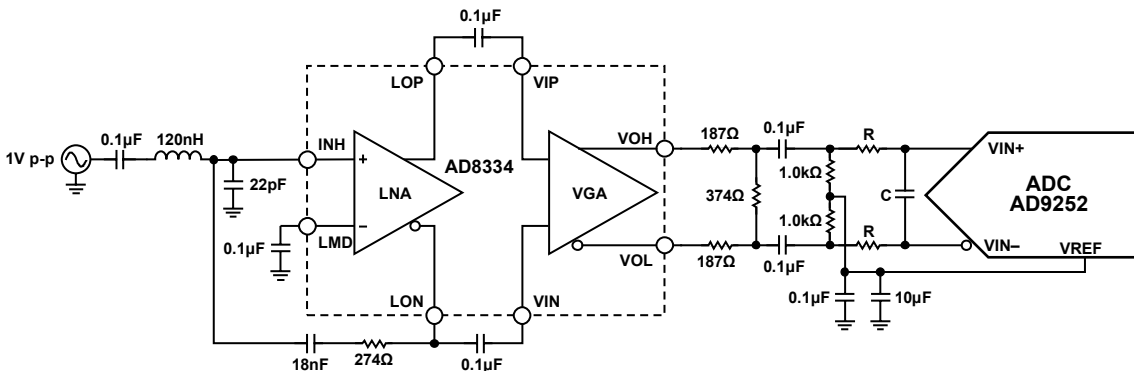 0.1µF
LOP
VIP
0.1µF
120nH
1V p-p
INH
22pF
LNA
AD8334
VGA
VOH
187Ω
0.1µF
R
1.0kΩ
374Ω
C
VIN+
ADC
AD9252
0.1µF
LMD
1.0kΩ
R
VIN–
VREF
VOL
187Ω
0.1µF
LON
VIN
0.1µF
10µF
18nF
274Ω
0.1µF
+
–